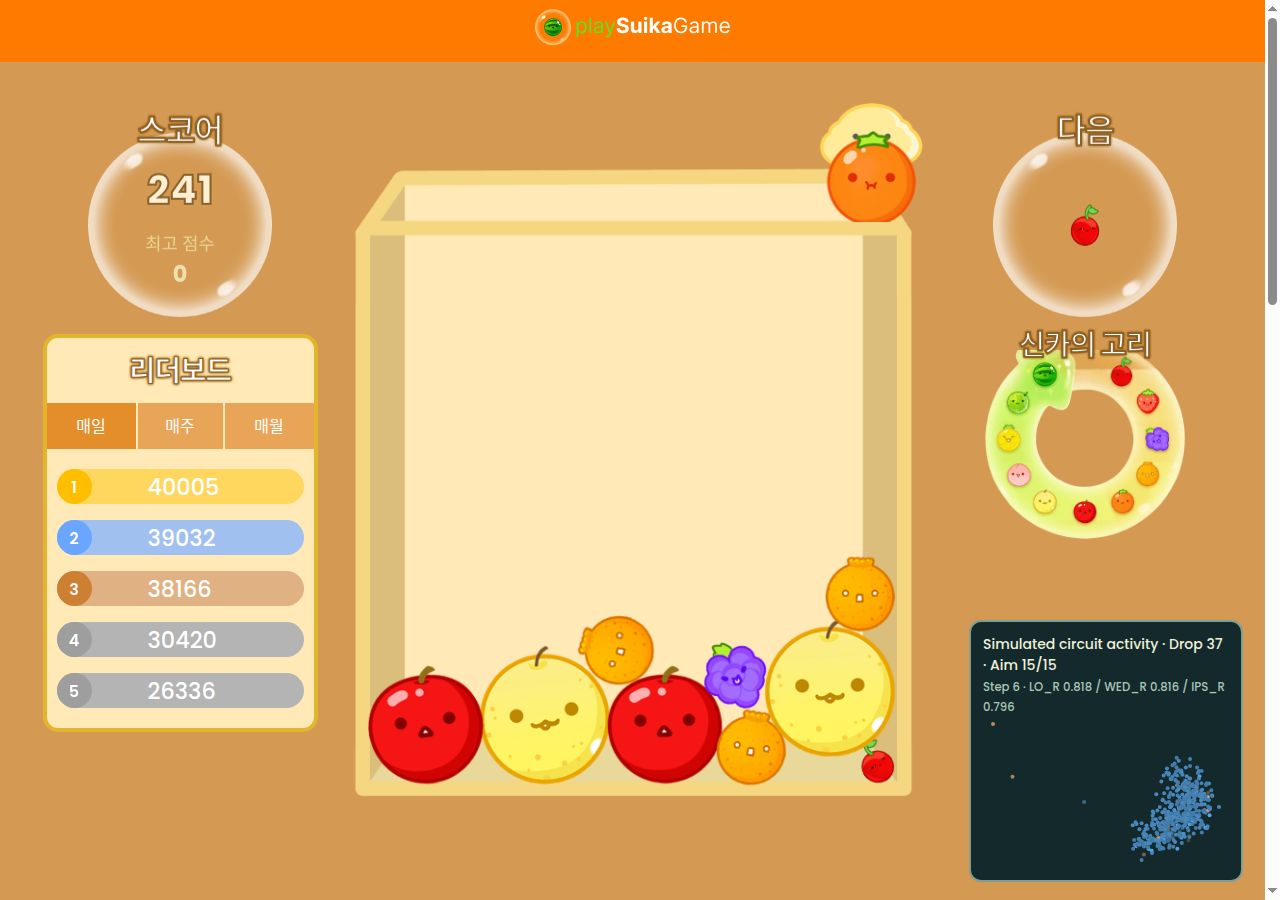 playSuikaGame
스코어
241
최고 점수
0
리더보드
매일 매주 매월
1 40005
2 39032
3 38166
4 30420
5 26336
다음
신카의 고리
Simulated circuit activity · Drop 37
· Aim 15/15
Step 6 · LO_R 0.818 / WED_R 0.816 / IPS_R
0.796